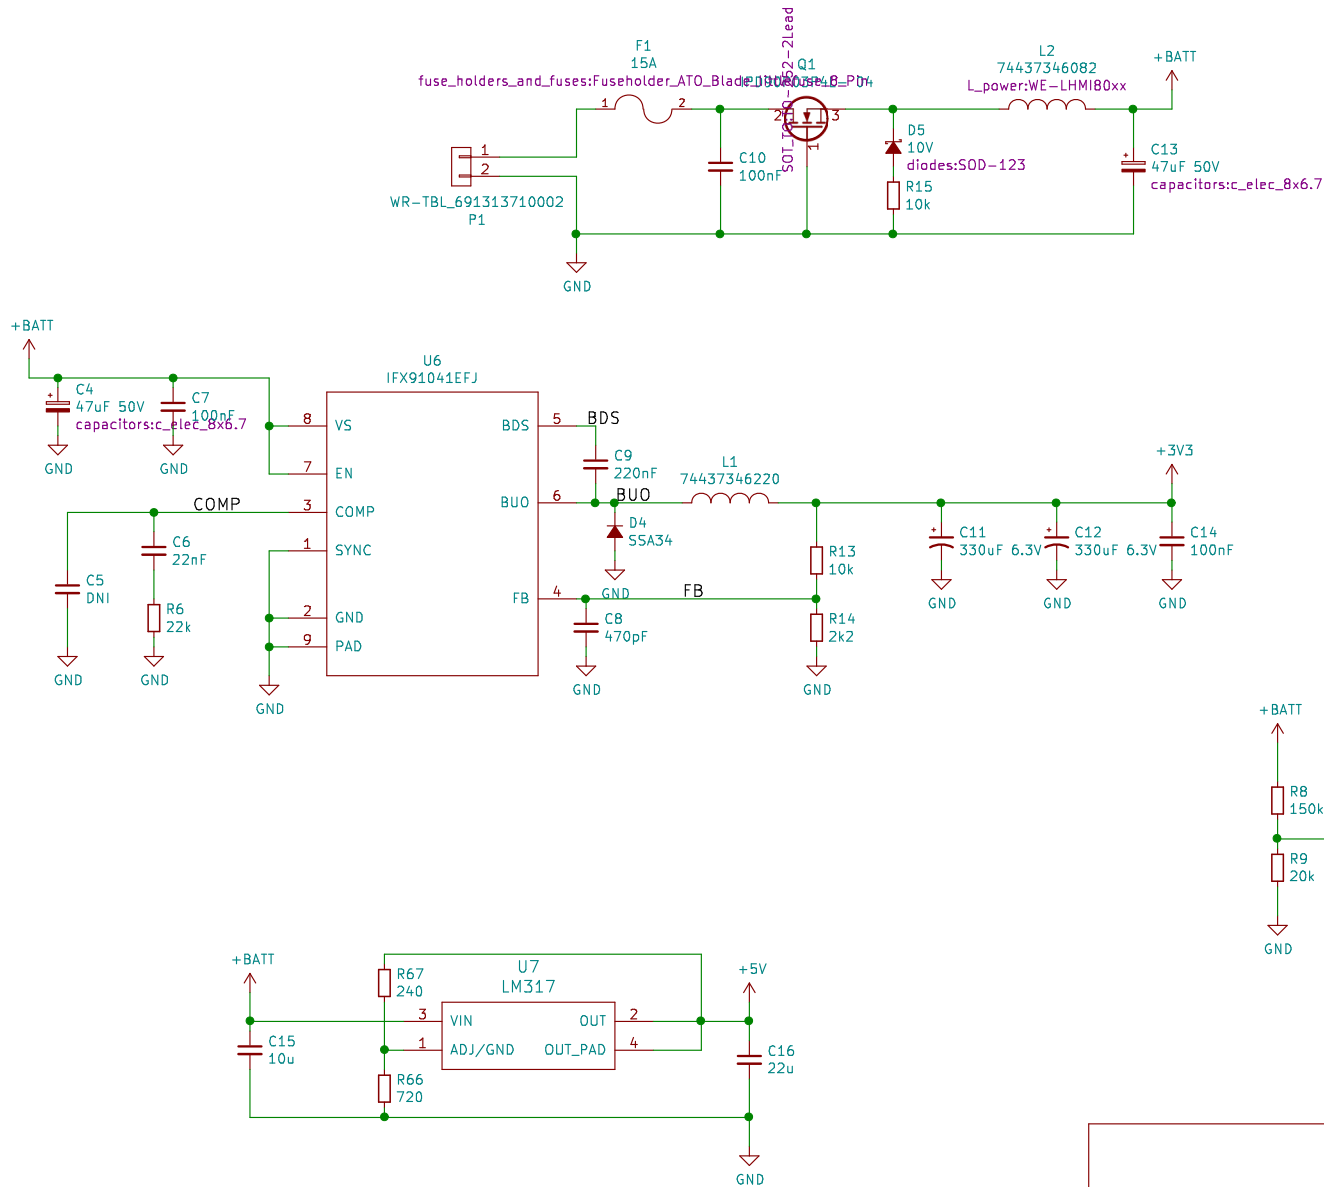 F1
15A
fuse_holders_and_fuses:Fuseholder_ATO_Blade
1
2
Q1
2
3
1
L2
74437346082
L_power:WE-LHMI80xx
+BATT
D5
10V
diodes:SOD-123
R15
10k
C13
47uF 50V
capacitors:c_elec_8x6.7
C10
100nF
1
2
WR-TBL_691313710002
P1
GND
+BATT
C4
47uF 50V
capacitors:c_elec_8x6.7
C7
100nF
GND
GND
U6
IFX91041EFJ
8
VS
7
EN
COMP
3
COMP
1
SYNC
2
GND
9
PAD
BDS
5
BDS
BUO
6
BUO
FB
4
FB
C6
22nF
C5
DNI
R6
22k
GND
GND
GND
C9
220nF
L1
74437346220
D4
SSA34
GND
C8
470pF
GND
R13
10k
R14
2k2
GND
+3V3
C11
330uF 6.3V
C12
330uF 6.3V
C14
100nF
GND
GND
GND
+BATT
R8
150k
R9
20k
GND
+BATT
R67
240
U7
LM317
3
VIN
1
ADJ/GND
OUT
2
OUT_PAD
4
+5V
C15
10u
R66
720
C16
22u
GND